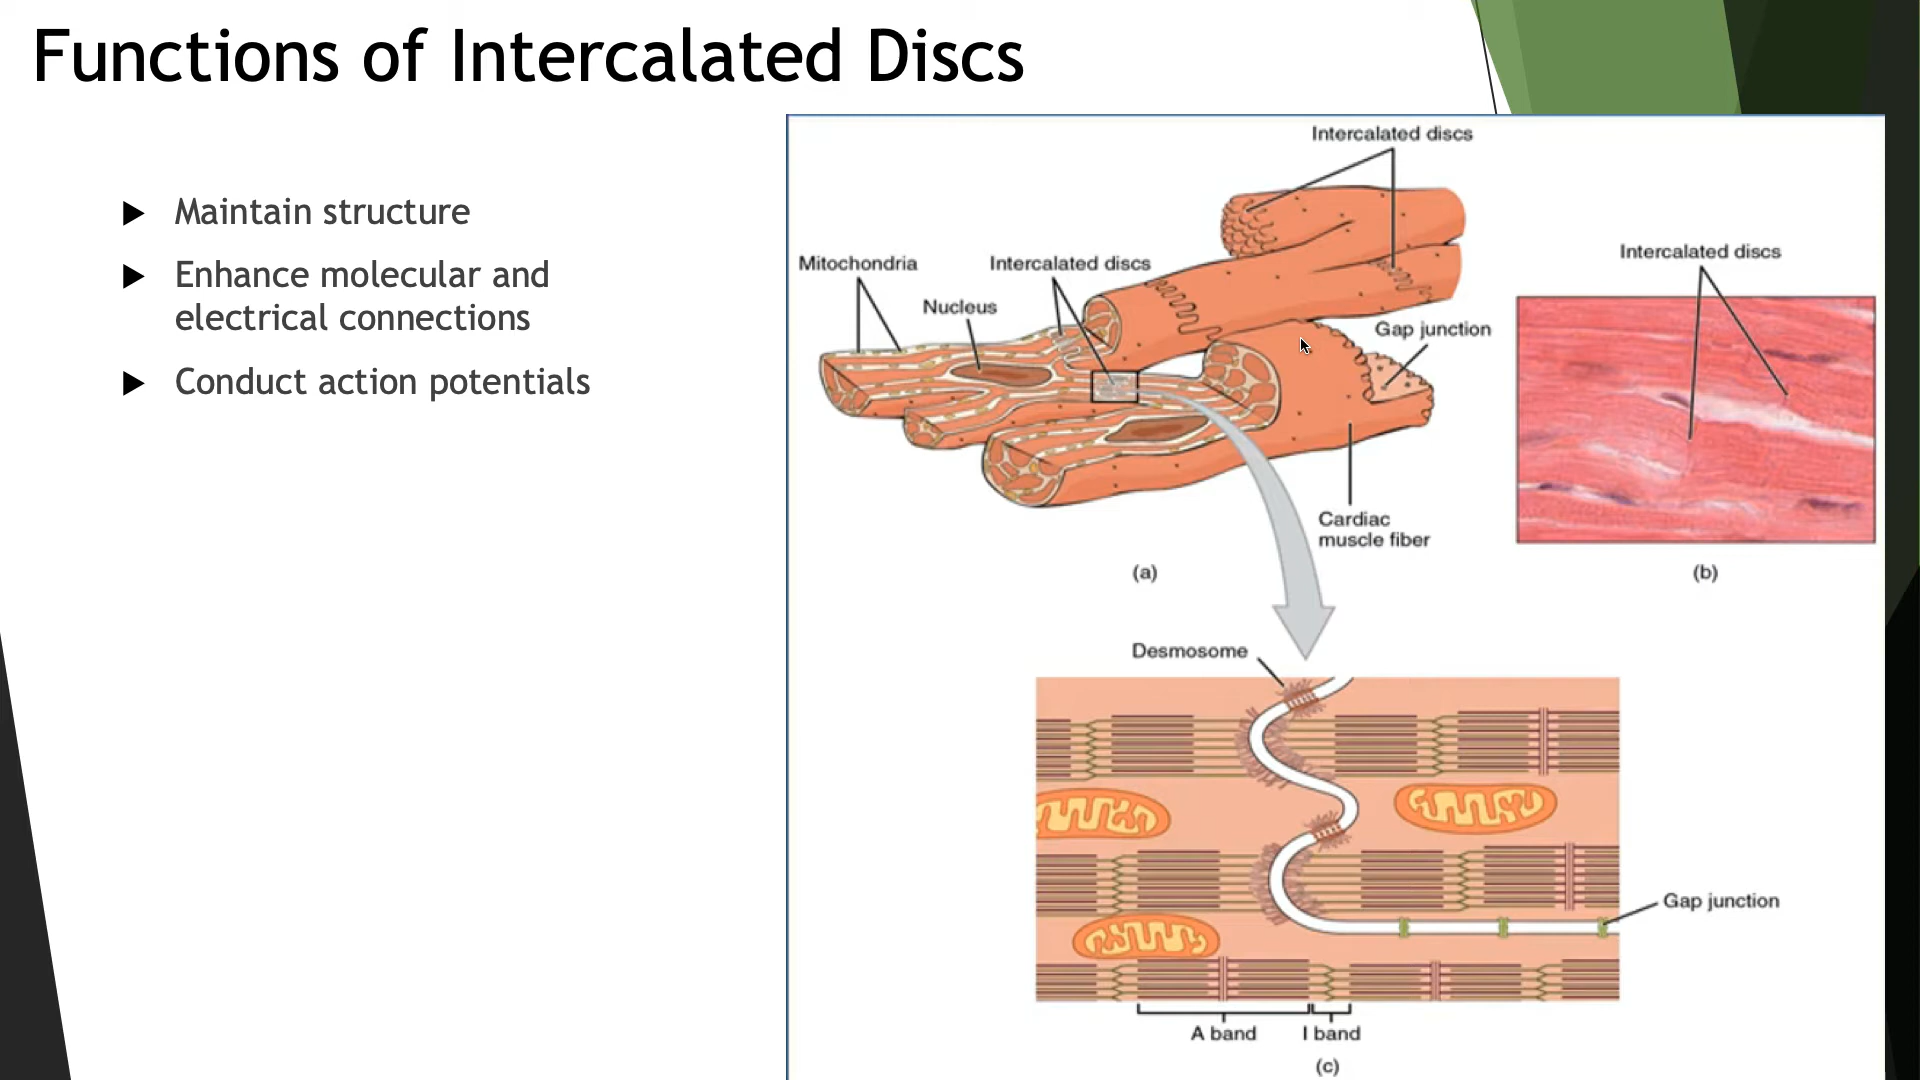 Functions of Intercalated Discs
Maintain structure
Enhance molecular and
electrical connections
Conduct action potentials
Intercalated discs
Mitochondria
Intercalated discs
Nucleus
Gap junction
Cardiac
muscle fiber
(a)
Intercalated discs
(b)
Desmosome
Gap junction
A band
I band
(c)